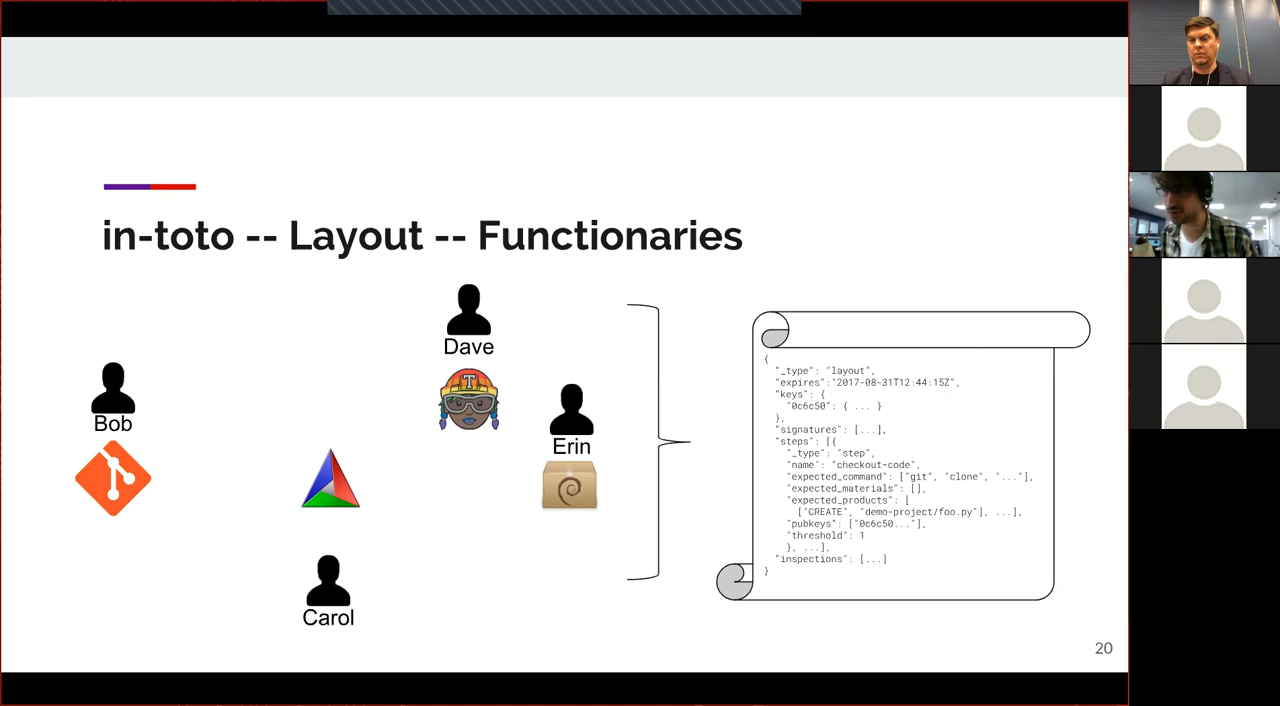 in-toto -- Layout -- Functionaries
Dave
Bob
Erin
Carol
T
{
"_type": "layout",
"expires":"2017-08-31T12:44:15Z",
"keys": {
"0c6c50": { ... }
},
"signatures": [...],
"steps": [{
"_type": "step",
"name": "checkout-code",
"expected_command": ["git", "clone", "..."],
"expected_materials": [],
"expected_products": [
["CREATE", "demo-project/foo.py"], ...],
"pubkeys": ["0c6c50..."],
"threshold": 1
}, ...],
"inspections": [...]
}
20